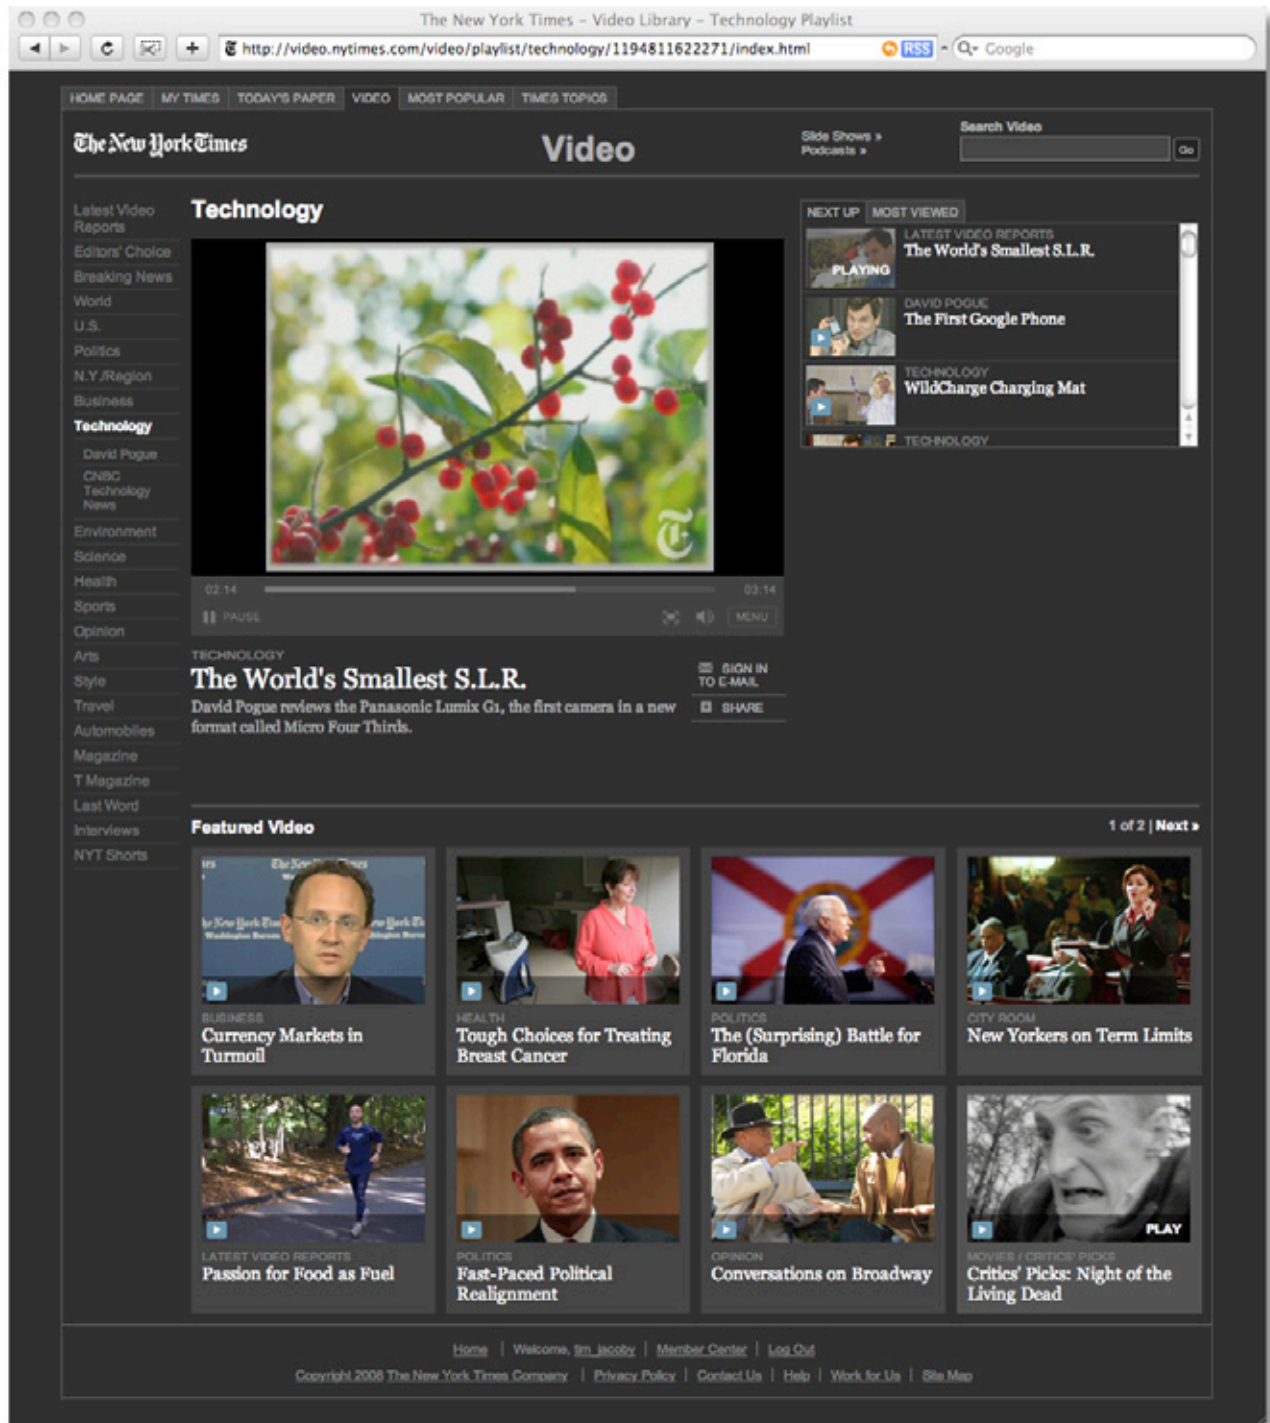 The New York Times - Video Library - Technology Playlist
http://video.nytimes.com/video/playlist/technology/1194811622271/index.html
RSS
Google
HOME PAGE
MY TIMES
TODAY'S PAPER
VIDEO
MOST POPULAR
TIMES TOPICS
The New York Times
Video
Slide Shows »
Podcasts »
Search Video
Go
Latest Video
Reports
Editors' Choice
Breaking News
World
U.S.
Politics
N.Y./Region
Business
Technology
David Pogue
CNBC
Technology
News
Environment
Science
Health
Sports
Opinion
Arts
Style
Travel
Automobiles
Magazine
T Magazine
Last Word
Interviews
NYT Shorts
Technology
T
02:14
03:14
PAUSE
MENU
TECHNOLOGY
The World's Smallest S.L.R.
David Pogue reviews the Panasonic Lumix G1, the first camera in a new
format called Micro Four Thirds.
SIGN IN
TO E-MAIL
SHARE
NEXT UP
MOST VIEWED
LATEST VIDEO REPORTS
The World's Smallest S.L.R.
PLAYING
DAVID POGUE
The First Google Phone
TECHNOLOGY
WildCharge Charging Mat
TECHNOLOGY
Featured Video
1 of 2 | Next »
The New York Times
Washington Bureau
BUSINESS
Currency Markets in
Turmoil
HEALTH
Tough Choices for Treating
Breast Cancer
POLITICS
The (Surprising) Battle for
Florida
CITY ROOM
New Yorkers on Term Limits
LATEST VIDEO REPORTS
Passion for Food as Fuel
POLITICS
Fast-Paced Political
Realignment
OPINION
Conversations on Broadway
PLAY
MOVIES / CRITICS' PICKS
Critics' Picks: Night of the
Living Dead
Home | Welcome, tim_jacoby | Member Center | Log Out
Copyright 2008 The New York Times Company | Privacy Policy | Contact Us | Help | Work for Us | Site Map